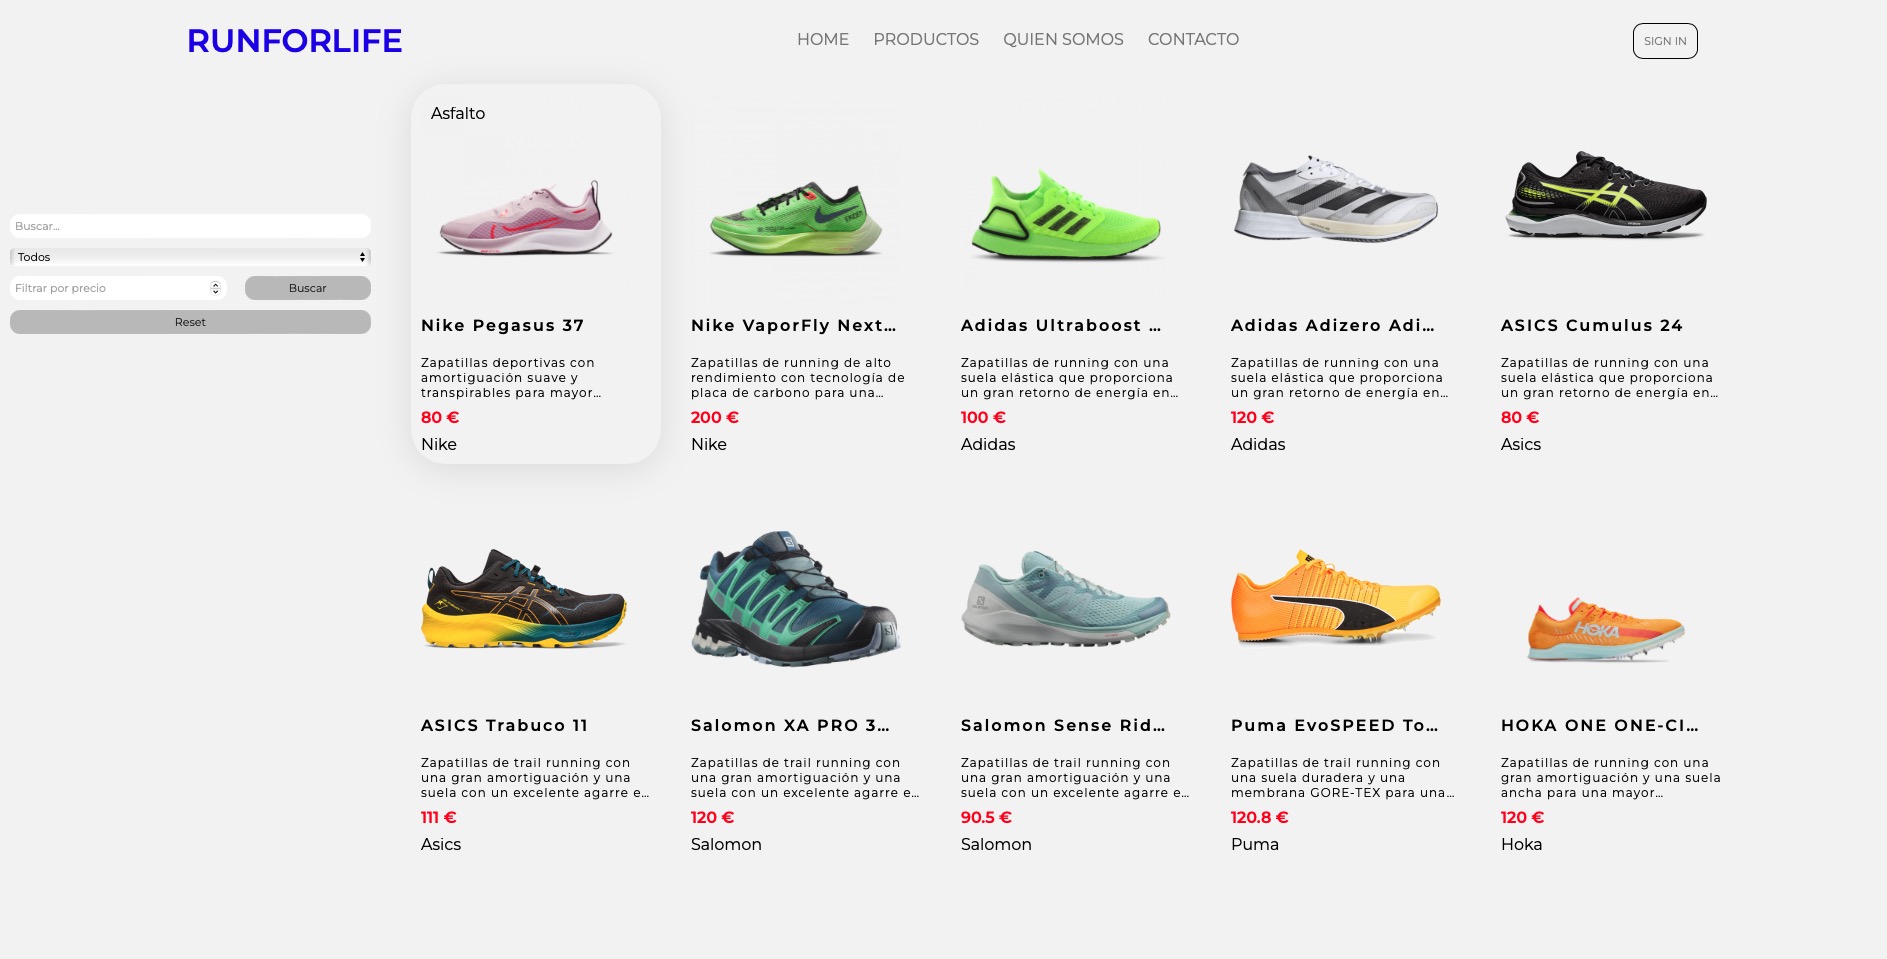 RUNFORLIFE
HOME PRODUCTOS QUIEN SOMOS CONTACTO
SIGN IN
Buscar...
Todos
Filtrar por precio
Buscar
Reset
Asfalto
Nike Pegasus 37
Zapatillas deportivas con
amortiguación suave y
transpirables para mayor...
80 €
Nike
Nike VaporFly Next...
Zapatillas de running de alto
rendimiento con tecnología de
placa de carbono para una...
200 €
Nike
Adidas Ultraboost ...
Zapatillas de running con una
suela elástica que proporciona
un gran retorno de energía en...
100 €
Adidas
Adidas Adizero Adi...
Zapatillas de running con una
suela elástica que proporciona
un gran retorno de energía en...
120 €
Adidas
ASICS Cumulus 24
Zapatillas de running con una
suela elástica que proporciona
un gran retorno de energía en...
80 €
Asics
ASICS Trabuco 11
Zapatillas de trail running con
una gran amortiguación y una
suela con un excelente agarre e...
111 €
Asics
Salomon XA PRO 3...
Zapatillas de trail running con
una gran amortiguación y una
suela con un excelente agarre e...
120 €
Salomon
Salomon Sense Rid...
Zapatillas de trail running con
una gran amortiguación y una
suela con un excelente agarre e...
90.5 €
Salomon
Puma EvoSPEED To...
Zapatillas de trail running con
una suela duradera y una
membrana GORE-TEX para una...
120.8 €
Puma
HOKA
HOKA ONE ONE-CI...
Zapatillas de running con una
gran amortiguación y una suela
ancha para una mayor...
120 €
Hoka